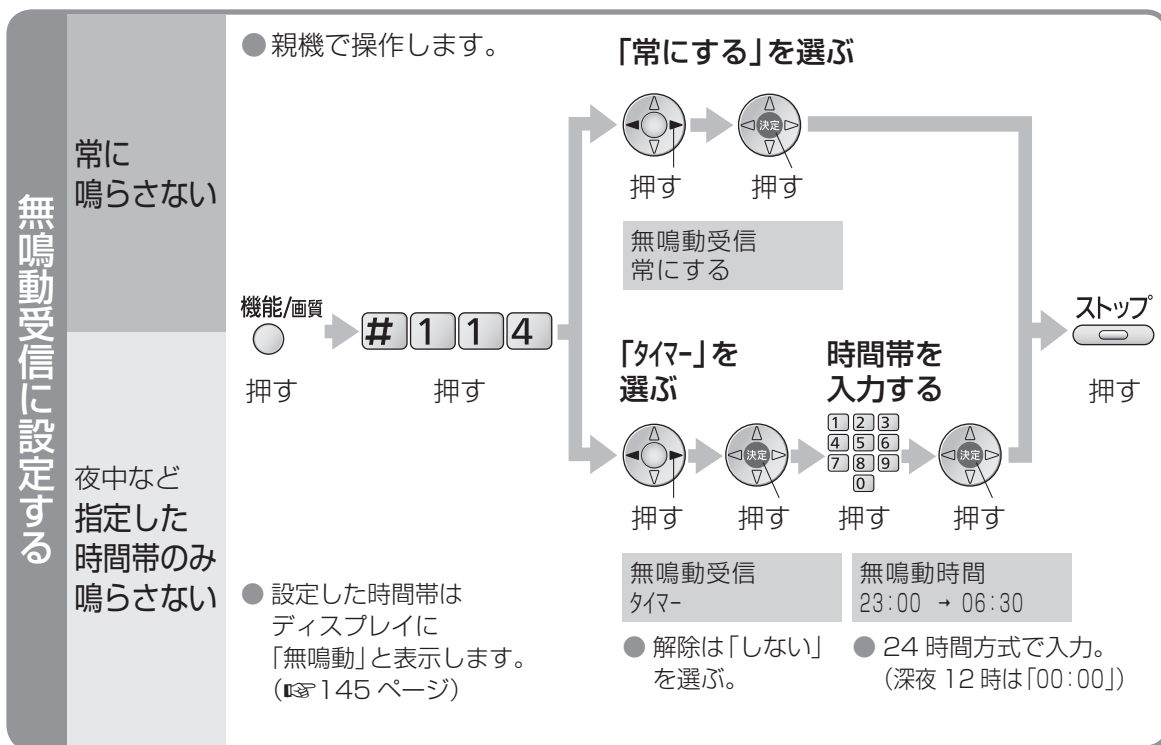 無鳴動受信に設定する
常に
鳴らさない
夜中など
指定した
時間帯のみ
鳴らさない
●親機で操作します。
機能/画質
押す
# 1 1 4
押す
「常にする」を選ぶ
決定
押す
押す
無鳴動受信
常にする
「ﾀｲﾏｰ」を
選ぶ
時間帯を
入力する
決定
1 2 3
4 5 6
7 8 9
0
決定
押す
押す
押す
押す
無鳴動受信
ﾀｲﾏｰ
無鳴動時間
23:00 → 06:30
●解除は「しない」
を選ぶ。
●24 時間方式で入力。
(深夜 12 時は「00:00」)
ストップ
押す
●設定した時間帯は
ディスプレイに
「無鳴動」と表示します。
(☞145 ページ)